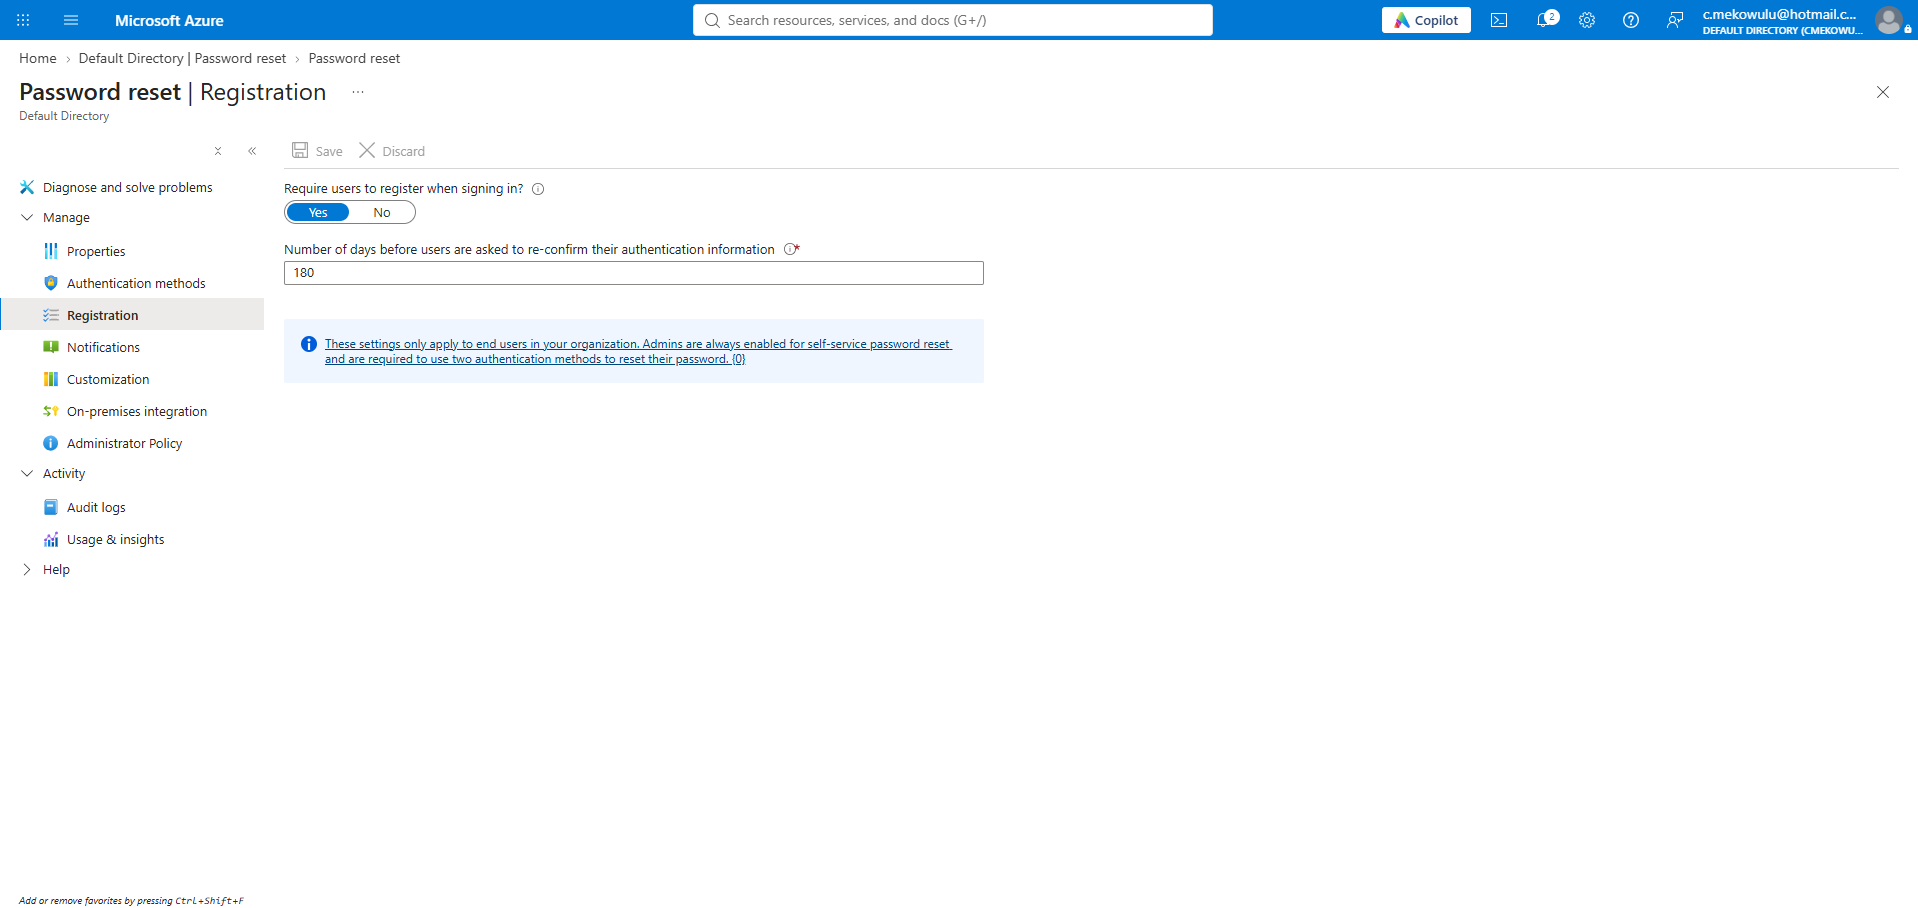 Microsoft Azure
Search resources, services, and docs (G+/)
Copilot
2
c.mekowulu@hotmail.c...
DEFAULT DIRECTORY (CMEKOWU...
Home › Default Directory | Password reset › Password reset
Password reset | Registration ...
Default Directory
Save
Discard
Diagnose and solve problems
Manage
Properties
Authentication methods
Registration
Notifications
Customization
On-premises integration
Administrator Policy
Activity
Audit logs
Usage & insights
Help
Require users to register when signing in?
Yes
No
Number of days before users are asked to re-confirm their authentication information *
180
These settings only apply to end users in your organization. Admins are always enabled for self-service password reset
and are required to use two authentication methods to reset their password. {0}
Add or remove favorites by pressing Ctrl+Shift+F